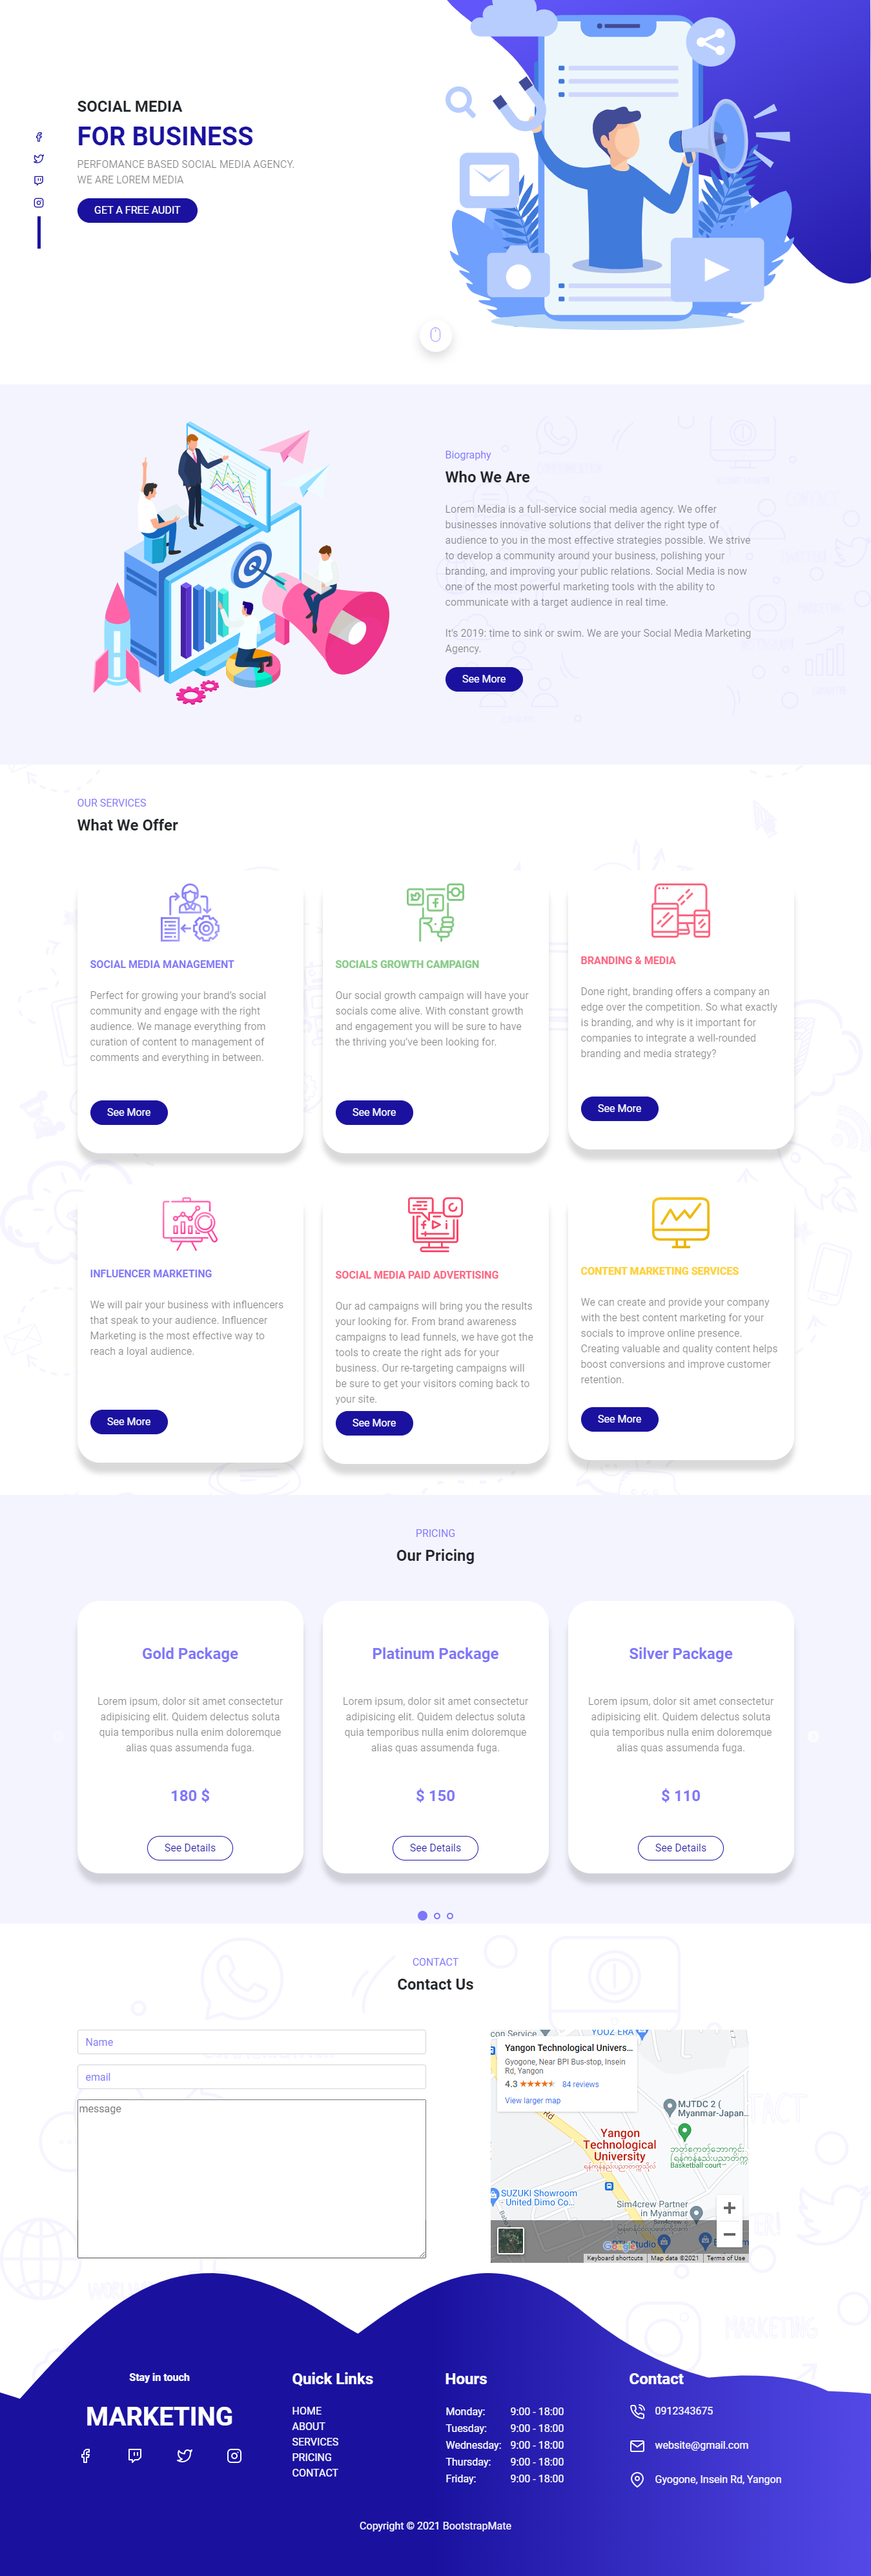 SOCIAL MEDIA
FOR BUSINESS
PERFOMANCE BASED SOCIAL MEDIA AGENCY.
WE ARE LOREM MEDIA
GET A FREE AUDIT
Biography
Who We Are
Lorem Media is a full-service social media agency. We offer
businesses innovative solutions that deliver the right type of
audience to you in the most effective strategies possible. We strive
to develop a community around your business, polishing your
branding, and improving your public relations. Social Media is now
one of the most powerful marketing tools with the ability to
communicate with a target audience in real time.
It's 2019: time to sink or swim. We are your Social Media Marketing
Agency.
See More
OUR SERVICES
What We Offer
SOCIAL MEDIA MANAGEMENT
Perfect for growing your brand's social
community and engage with the right
audience. We manage everything from
curation of content to management of
comments and everything in between.
See More
SOCIALS GROWTH CAMPAIGN
Our social growth campaign will have your
socials come alive. With constant growth
and engagement you will be sure to have
the thriving you've been looking for.
See More
BRANDING & MEDIA
Done right, branding offers a company an
edge over the competition. So what exactly
is branding, and why is it important for
companies to integrate a well-rounded
branding and media strategy?
See More
INFLUENCER MARKETING
We will pair your business with influencers
that speak to your audience. Influencer
Marketing is the most effective way to
reach a loyal audience.
See More
SOCIAL MEDIA PAID ADVERTISING
Our ad campaigns will bring you the results
your looking for. From brand awareness
campaigns to lead funnels, we have got the
tools to create the right ads for your
business. Our re-targeting campaigns will
be sure to get your visitors coming back to
your site.
See More
CONTENT MARKETING SERVICES
We can create and provide your company
with the best content marketing for your
socials to improve online presence.
Creating valuable and quality content helps
boost conversions and improve customer
retention.
See More
PRICING
Our Pricing
Gold Package
Lorem ipsum, dolor sit amet consectetur
adipisicing elit. Quidem delectus soluta
quia temporibus nulla enim doloremque
alias quas assumenda fuga.
180 $
See Details
Platinum Package
Lorem ipsum, dolor sit amet consectetur
adipisicing elit. Quidem delectus soluta
quia temporibus nulla enim doloremque
alias quas assumenda fuga.
$ 150
See Details
Silver Package
Lorem ipsum, dolor sit amet consectetur
adipisicing elit. Quidem delectus soluta
quia temporibus nulla enim doloremque
alias quas assumenda fuga.
$ 110
See Details
CONTACT
Contact Us
Name
email
message
con Service
YOUZ ERA
Yangon Technological Univers...
Gyogone, Near BPI Bus-stop, Insein
Rd, Yangon
4.3 84 reviews
View larger map
Rd
MJTDC 2 (
Myanmar-Japan...
Yangon
Technological
University
Basketball court
SUZUKI Showroom
- United Dimo Co...
Sim4crew Partner
in Myanmar
Studio
Google
Keyboard shortcuts
Map data ©2021
Terms of Use
MARKETING
Stay in touch
MARKETING
Quick Links
HOME
ABOUT
SERVICES
PRICING
CONTACT
Hours
Monday: 9:00 - 18:00
Tuesday: 9:00 - 18:00
Wednesday: 9:00 - 18:00
Thursday: 9:00 - 18:00
Friday: 9:00 - 18:00
Contact
0912343675
website@gmail.com
Gyogone, Insein Rd, Yangon
Copyright © 2021 BootstrapMate